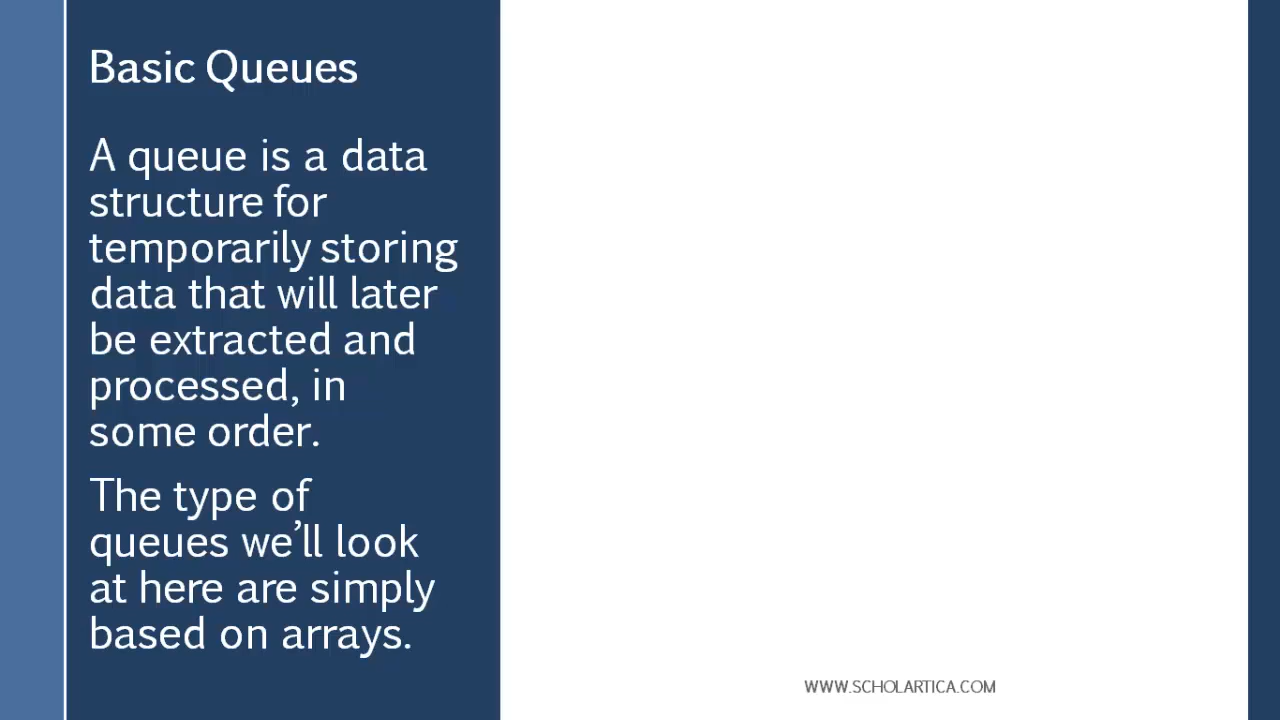 Basic Queues
A queue is a data
structure for
temporarily storing
data that will later
be extracted and
processed, in
some order.
The type of
queues we’ll look
at here are simply
based on arrays.
WWW.SCHOLARTICA.COM